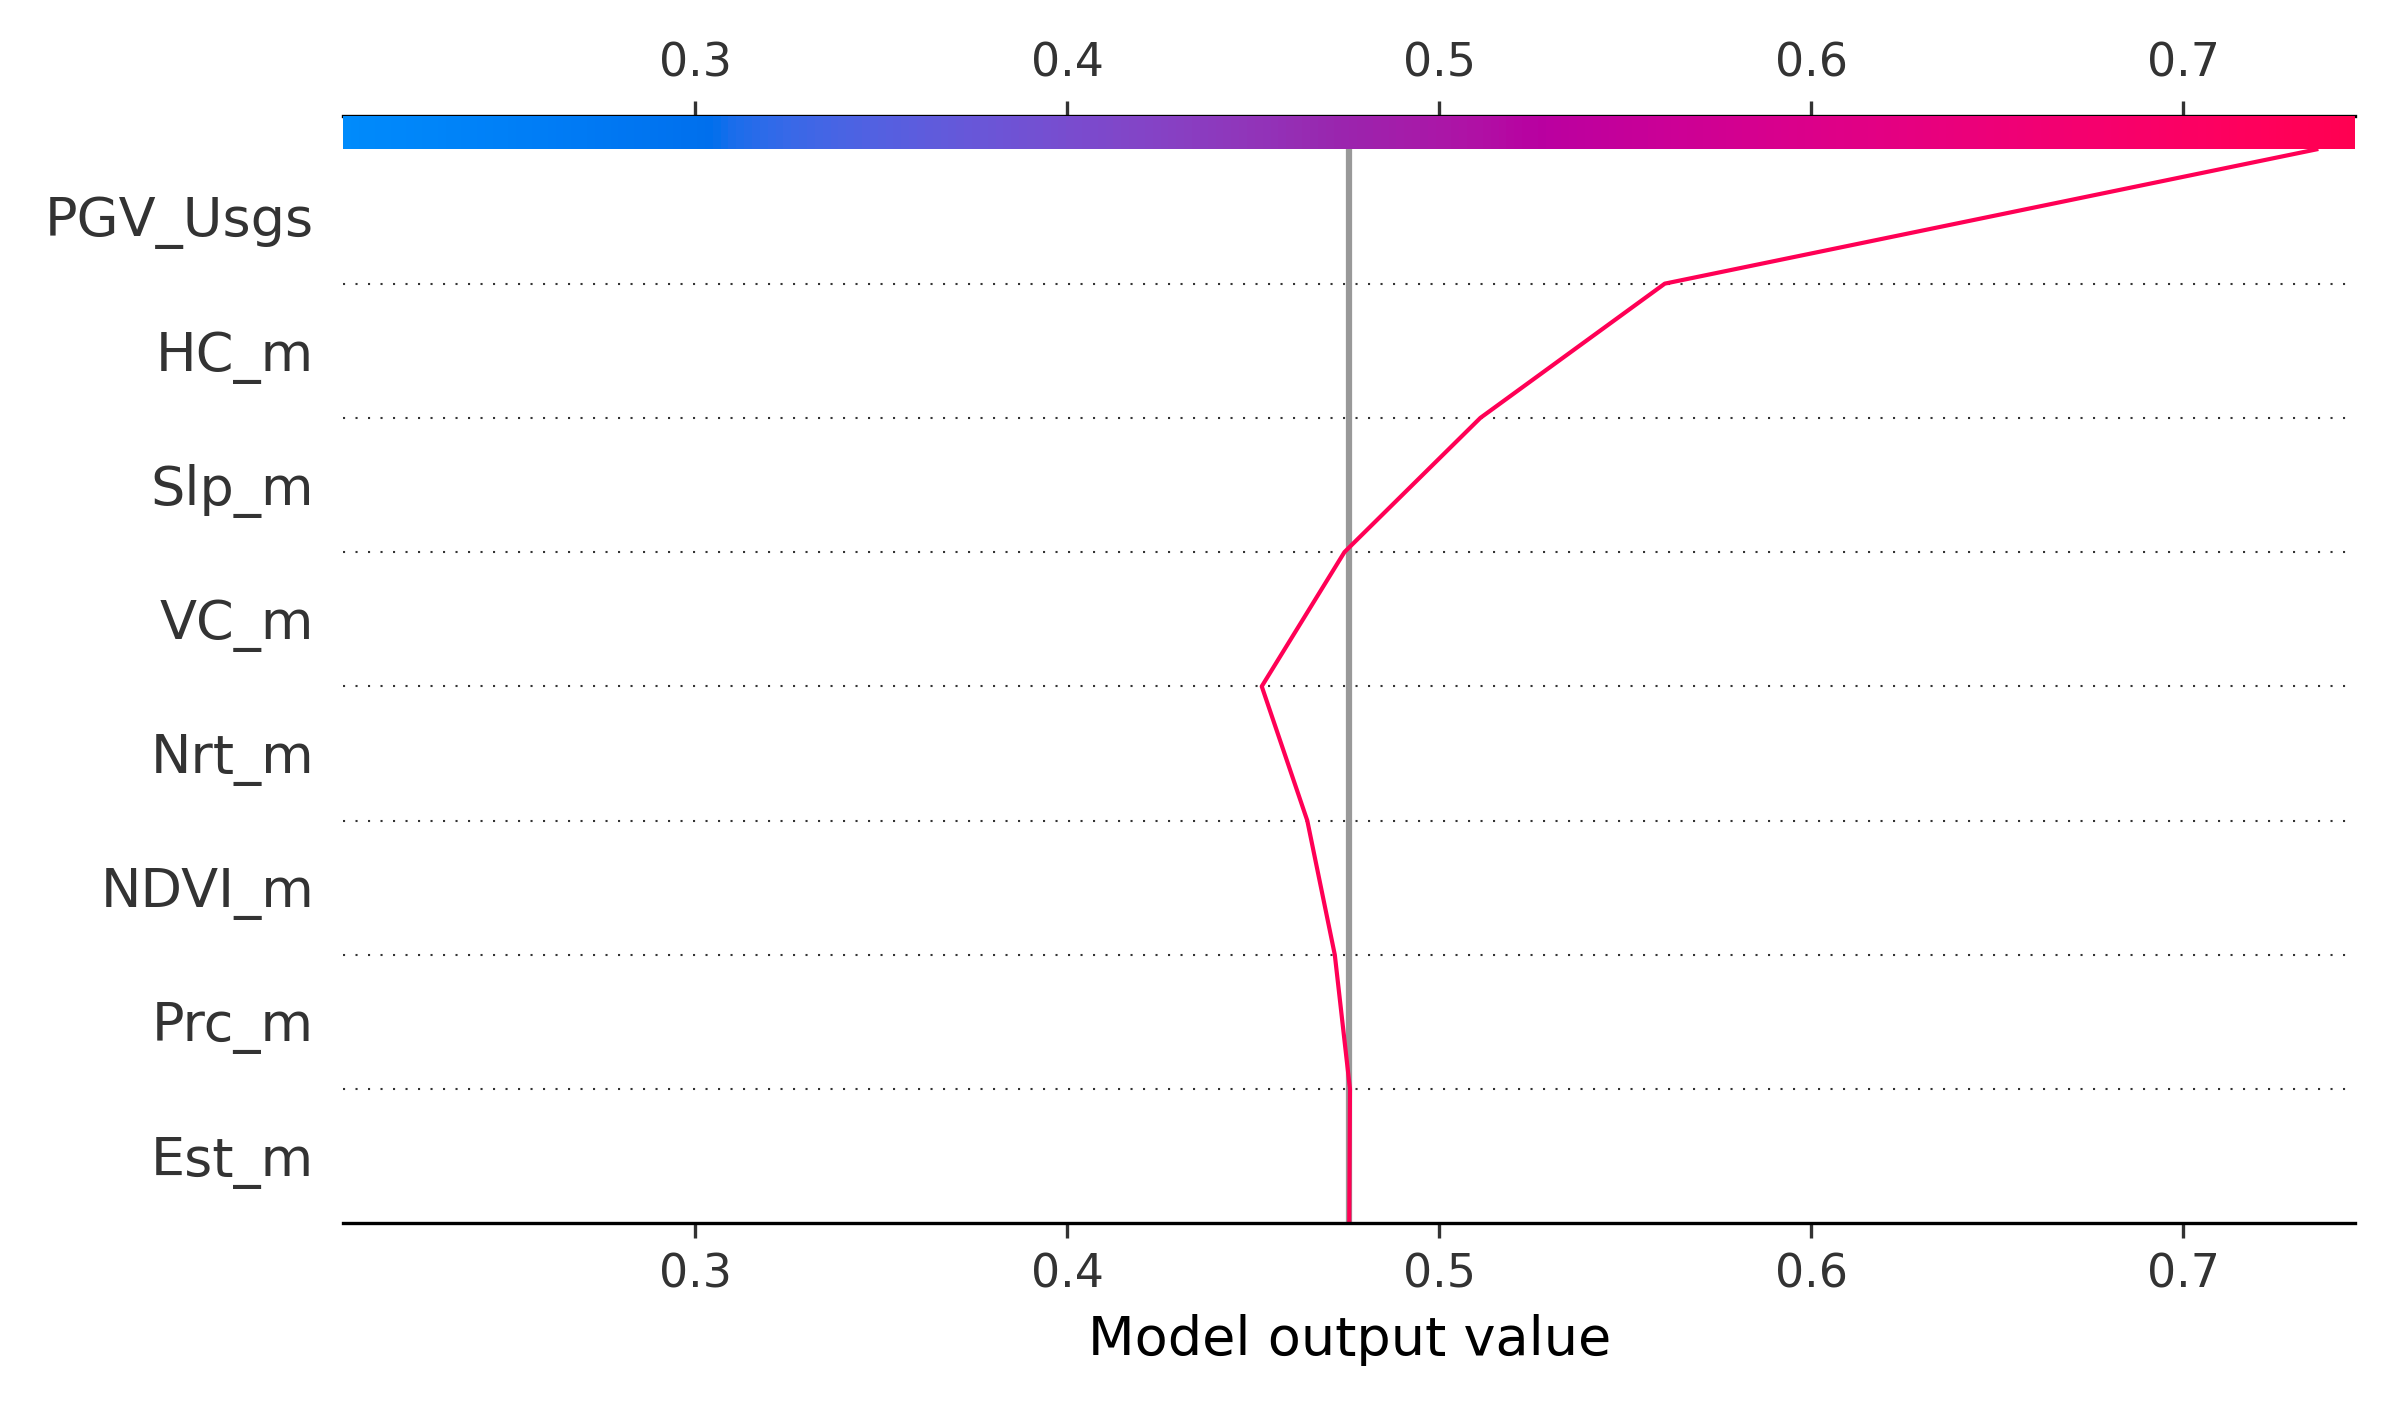 0.3 0.4 0.5 0.6 0.7
PGV_Usgs
HC_m
Slp_m
VC_m
Nrt_m
NDVI_m
Prc_m
Est_m
0.3 0.4 0.5 0.6 0.7
Model output value